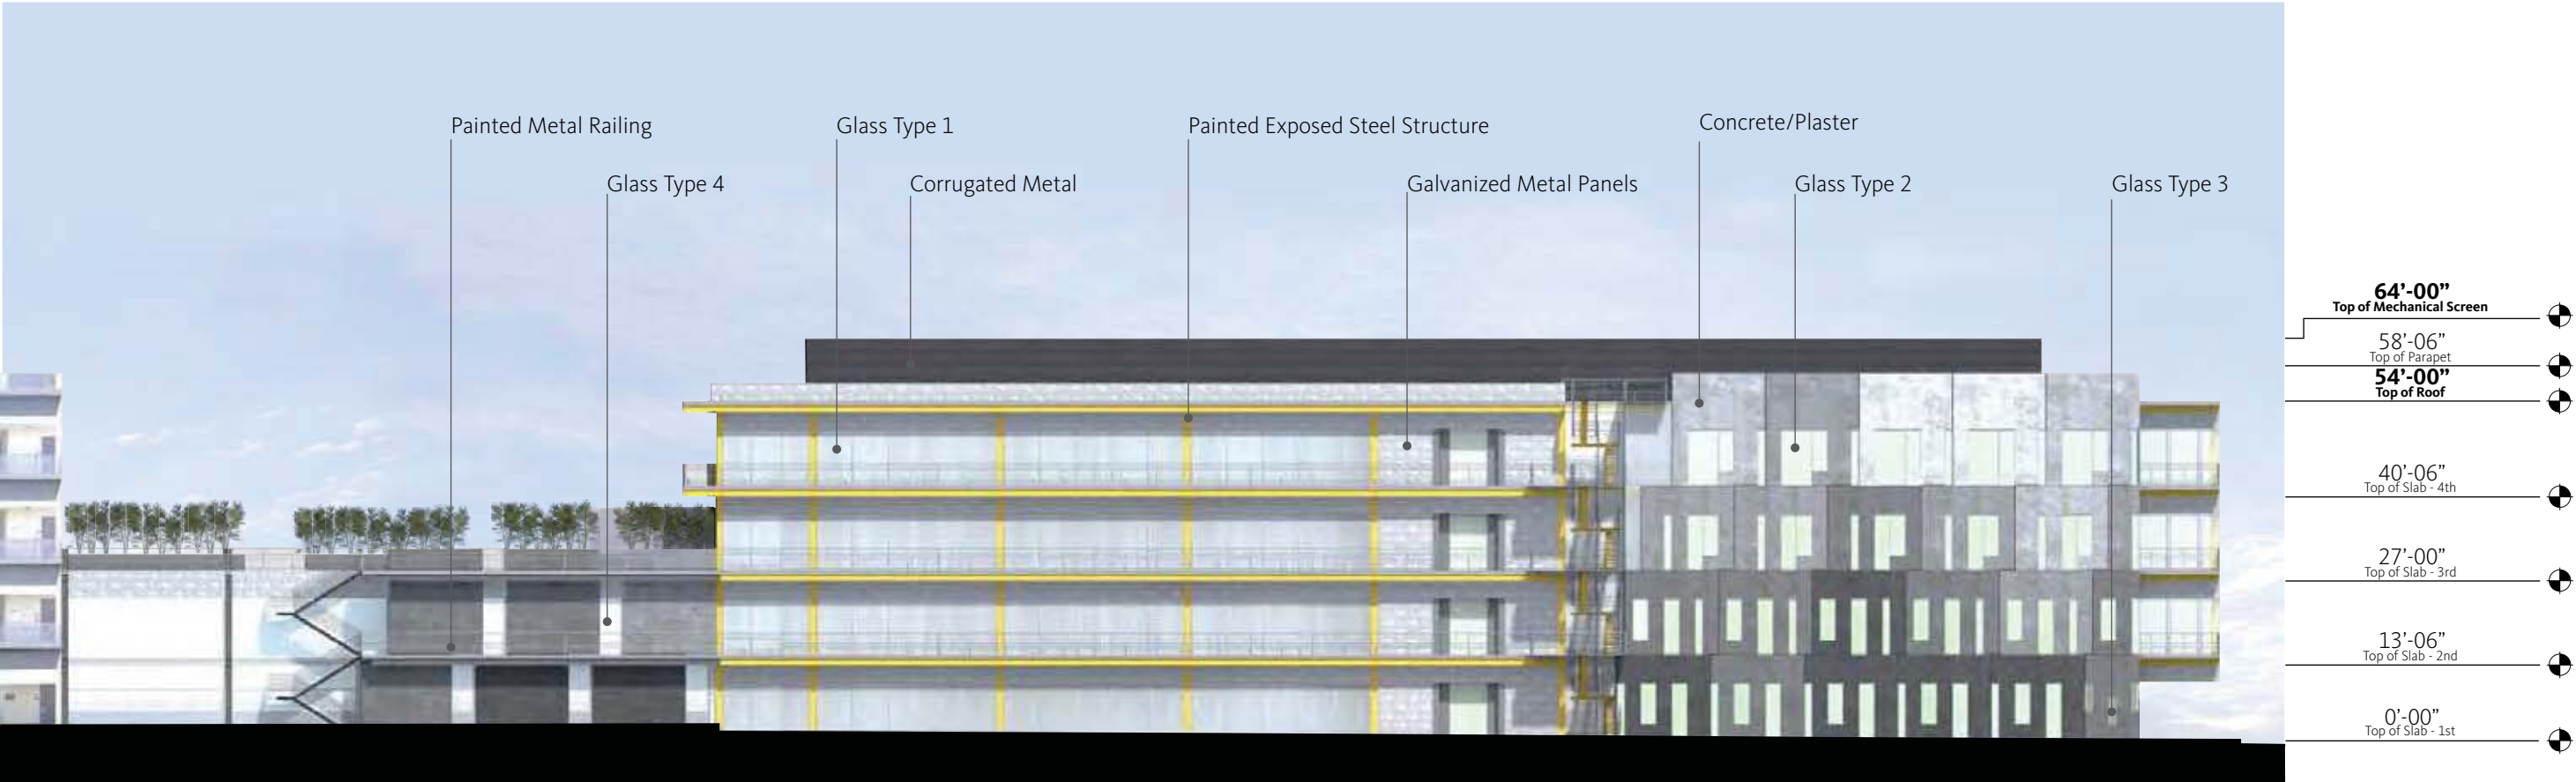 Painted Metal Railing
Glass Type 1
Painted Exposed Steel Structure
Concrete/Plaster
Glass Type 4
Corrugated Metal
Galvanized Metal Panels
Glass Type 2
Glass Type 3
64’-00”
Top of Mechanical Screen
58’-06”
Top of Parapet
54’-00”
Top of Roof
40’-06”
Top of Slab - 4th
27’-00”
Top of Slab - 3rd
13’-06”
Top of Slab - 2nd
0’-00”
Top of Slab - 1st